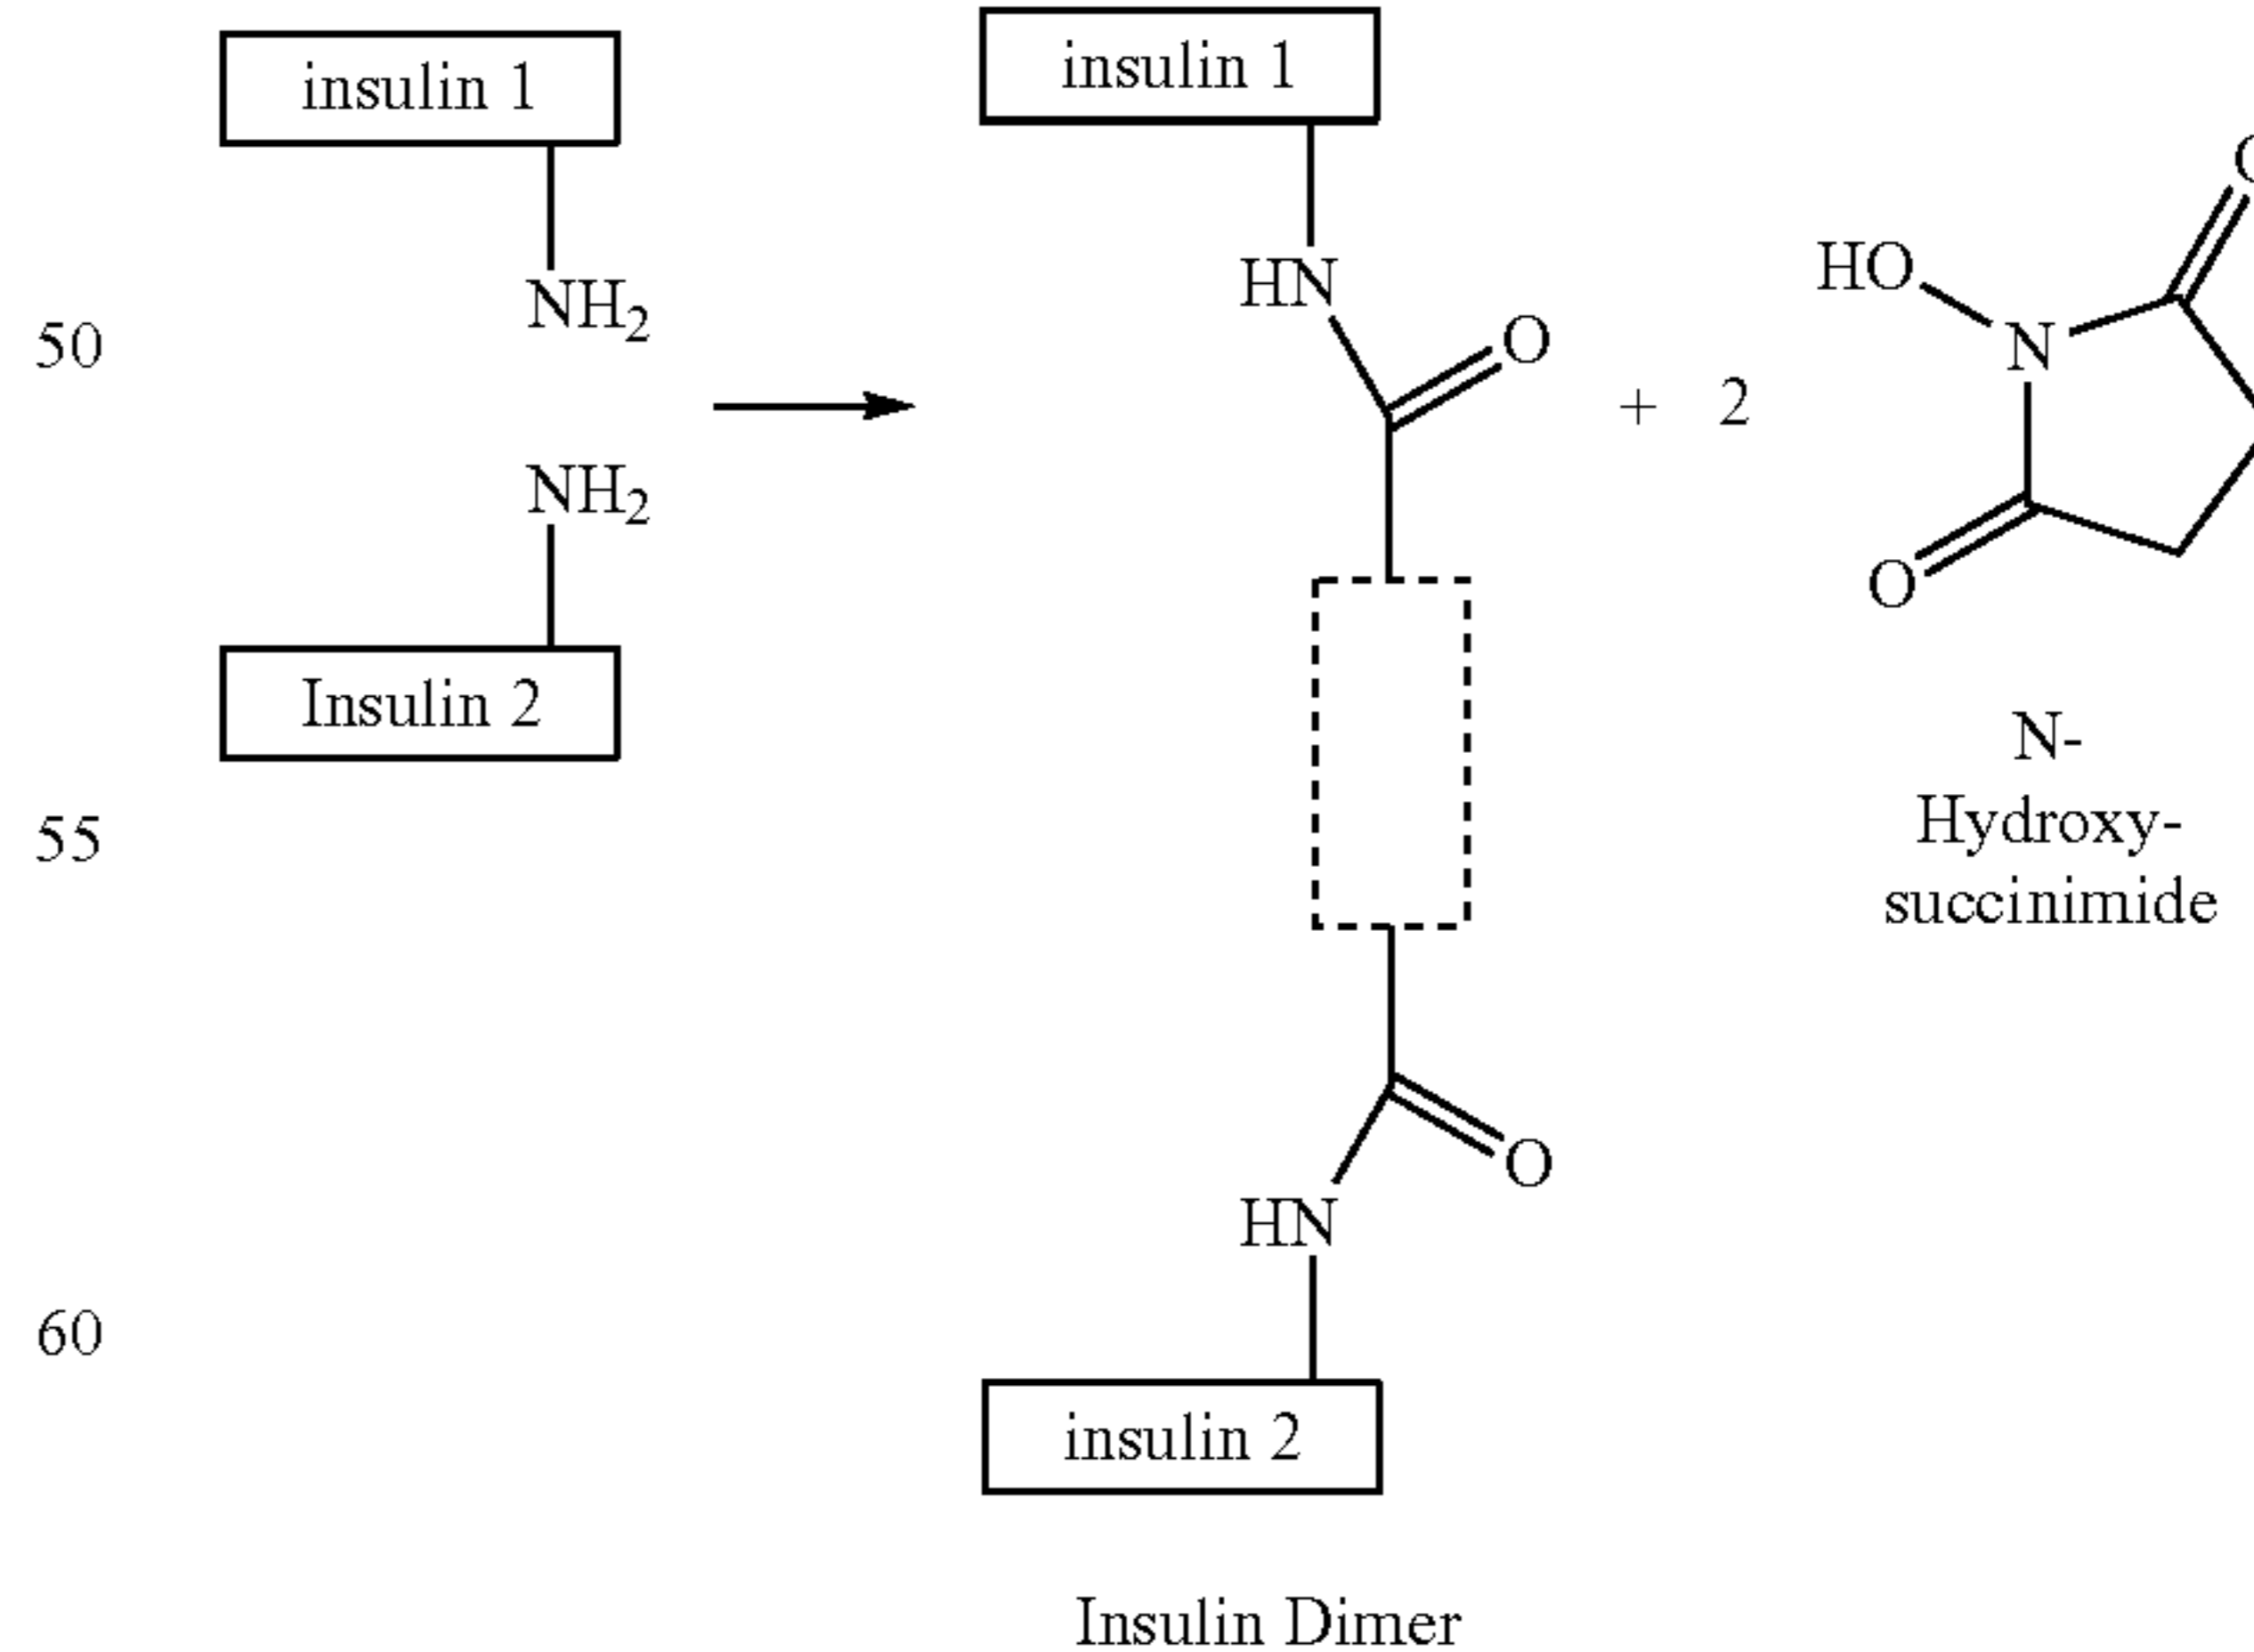 insulin 1
insulin 1
HO
N
O
NH2
HN
O
50
+ 2
NH2
O
Insulin 2
N-
Hydroxy-
succinimide
55
O
HN
60
insulin 2
Insulin Dimer